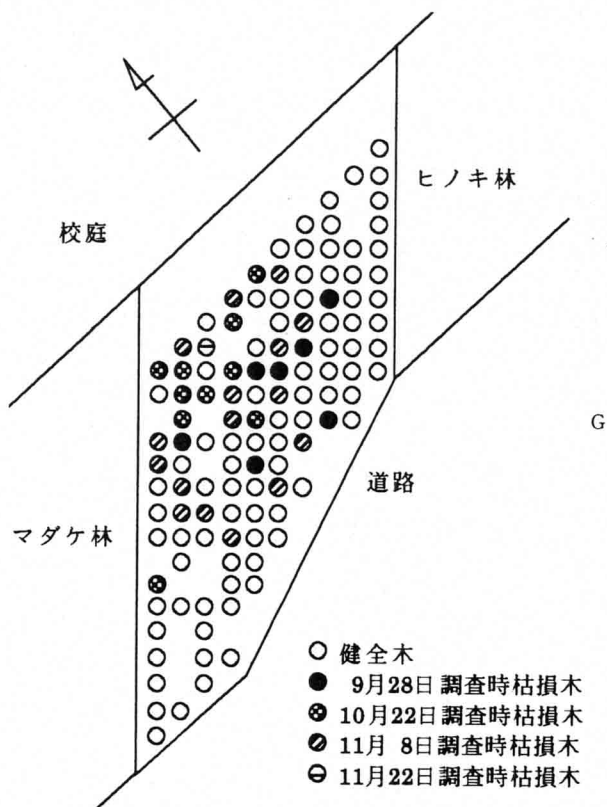 ヒノキ林
校庭
G
道路
マダケ林
健全木
9月28日調査時枯損木
10月22日調査時枯損木
11月 8日調査時枯損木
11月22日調査時枯損木